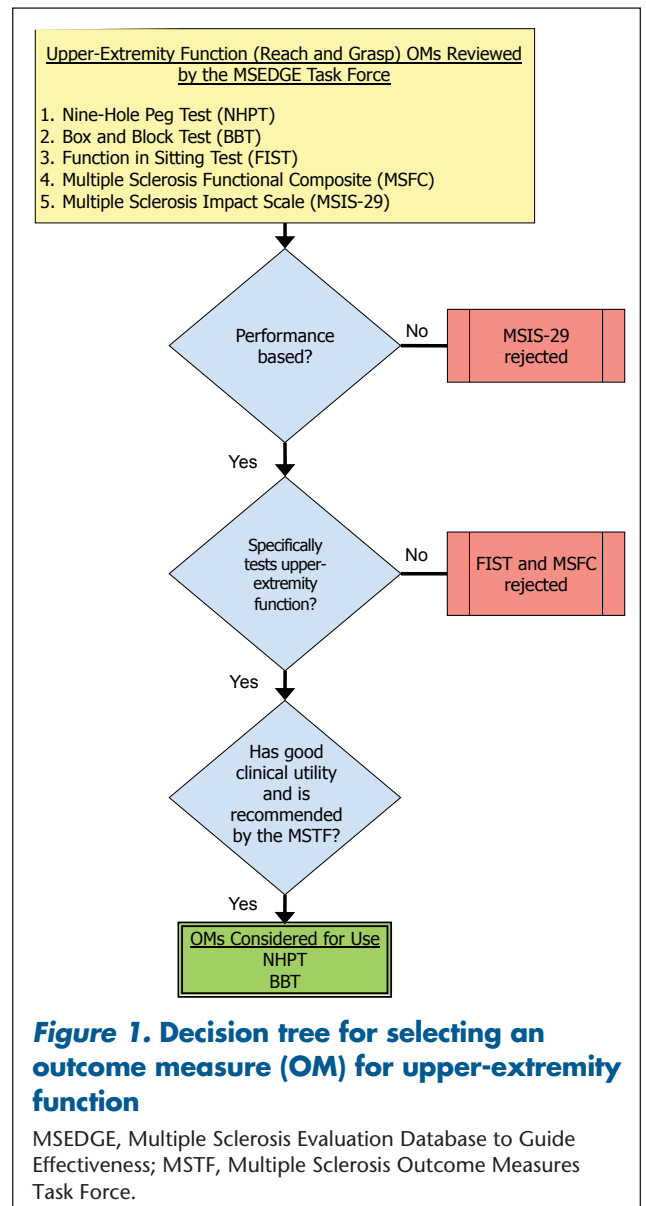 Upper-Extremity Function (Reach and Grasp) OMs Reviewed
by the MSEDGE Task Force
1. Nine-Hole Peg Test (NHPT)
2. Box and Block Test (BBT)
3. Function in Sitting Test (FIST)
4. Multiple Sclerosis Functional Composite (MSFC)
5. Multiple Sclerosis Impact Scale (MSIS-29)
Performance
based?
No
MSIS-29
rejected
Yes
Specifically
tests upper-
extremity
function?
No
FIST and MSFC
rejected
Yes
Has good
clinical utility
and is
recommended
by the MSTF?
Yes
OMs Considered for Use
NHPT
BBT
Figure 1. Decision tree for selecting an
outcome measure (OM) for upper-extremity
function
MSEDGE, Multiple Sclerosis Evaluation Database to Guide
Effectiveness; MSTF, Multiple Sclerosis Outcome Measures
Task Force.